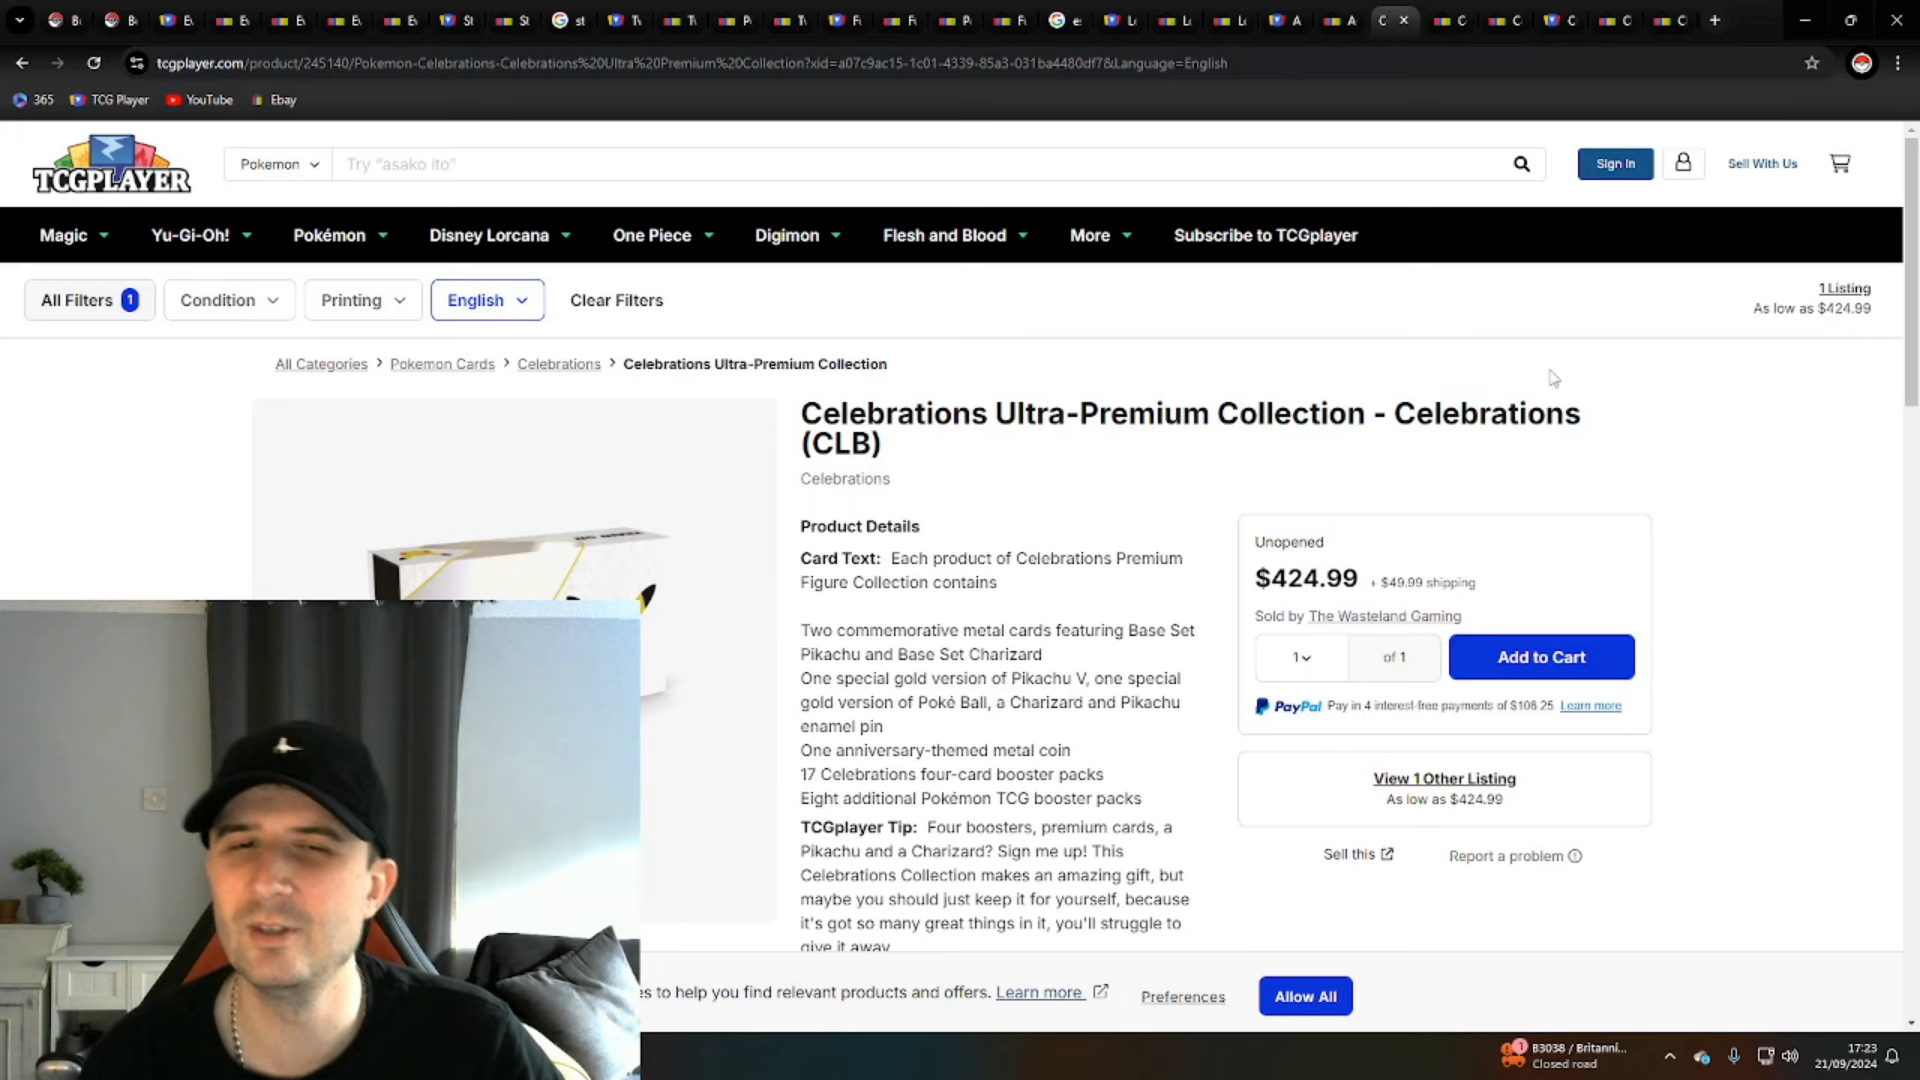 tcgplayer.com/product/245140/Pokemon-Celebrations-Celebrations%20Ultra%20Premium%20Collection?xid=a07c9ac15-1c01-4339-85a3-031ba4480df7&Language=English
365 TCG Player YouTube Ebay
TCGPLAYER
Pokemon Try "asako ito" Sign In Sell With Us
Magic Yu-Gi-Oh! Pokémon Disney Lorcana One Piece Digimon Flesh and Blood More Subscribe to TCGplayer
All Filters 1 Condition Printing English Clear Filters
1 Listing
As low as $424.99
All Categories > Pokemon Cards > Celebrations > Celebrations Ultra-Premium Collection
Celebrations Ultra-Premium Collection - Celebrations
(CLB)
Celebrations
Product Details
Card Text: Each product of Celebrations Premium
Figure Collection contains
Two commemorative metal cards featuring Base Set
Pikachu and Base Set Charizard
One special gold version of Pikachu V, one special
gold version of Poké Ball, a Charizard and Pikachu
enamel pin
One anniversary-themed metal coin
17 Celebrations four-card booster packs
Eight additional Pokémon TCG booster packs
TCGplayer Tip: Four boosters, premium cards, a
Pikachu and a Charizard? Sign me up! This
Celebrations Collection makes an amazing gift, but
maybe you should just keep it for yourself, because
it's got so many great things in it, you'll struggle to
give it away
Unopened
$424.99 + $49.99 shipping
Sold by The Wasteland Gaming
1 of 1 Add to Cart
PayPal Pay in 4 interest-free payments of $106.25 Learn more
View 1 Other Listing
As low as $424.99
Sell this Report a problem
es to help you find relevant products and offers. Learn more Preferences Allow All
B3038 / Britanni...
Closed road
17:23
21/09/2024